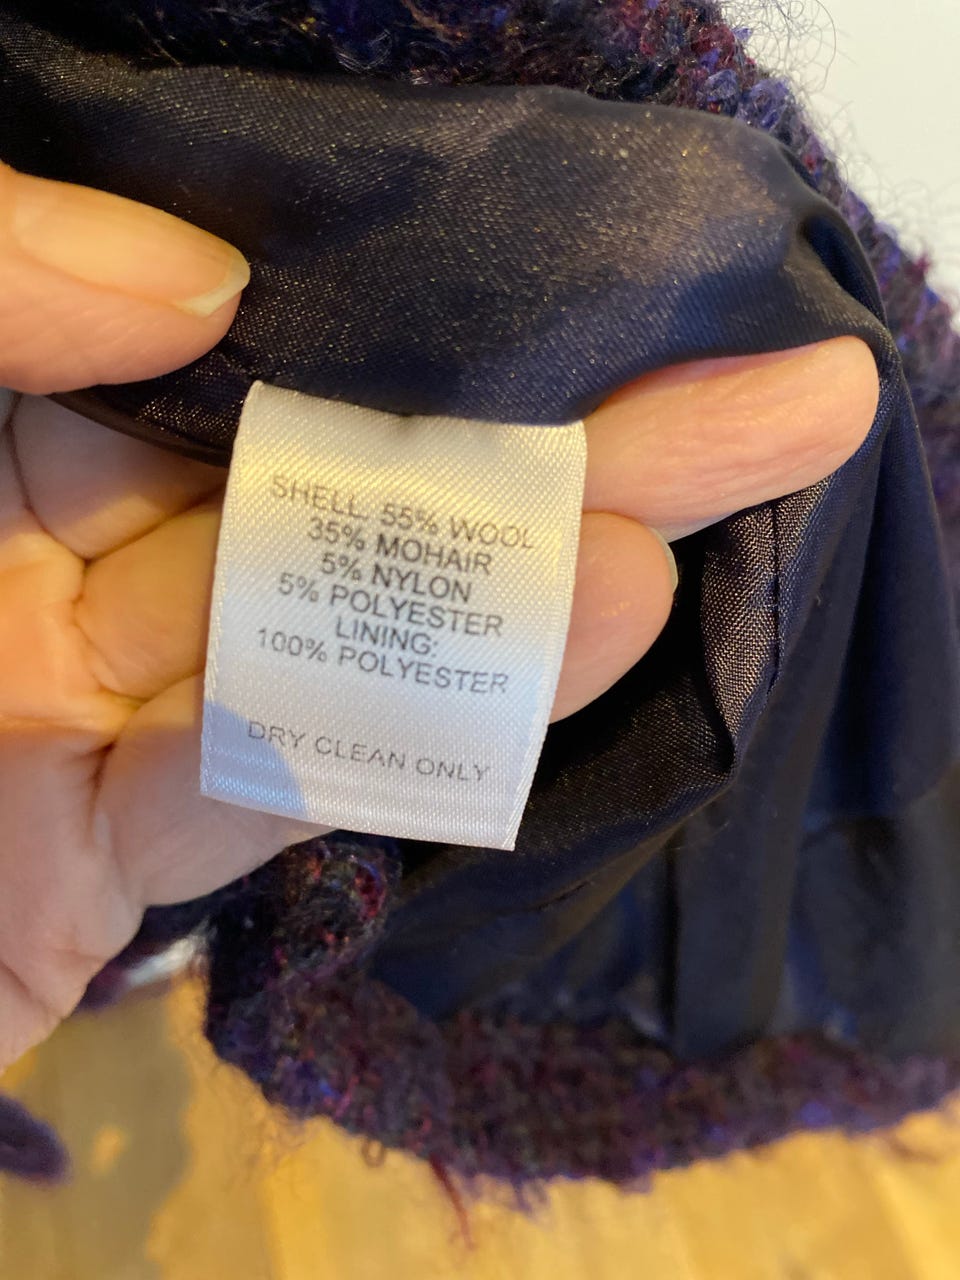 SHELL: 55% WOOL
35% MOHAIR
5% NYLON
5% POLYESTER
LINING:
100% POLYESTER
DRY CLEAN ONLY